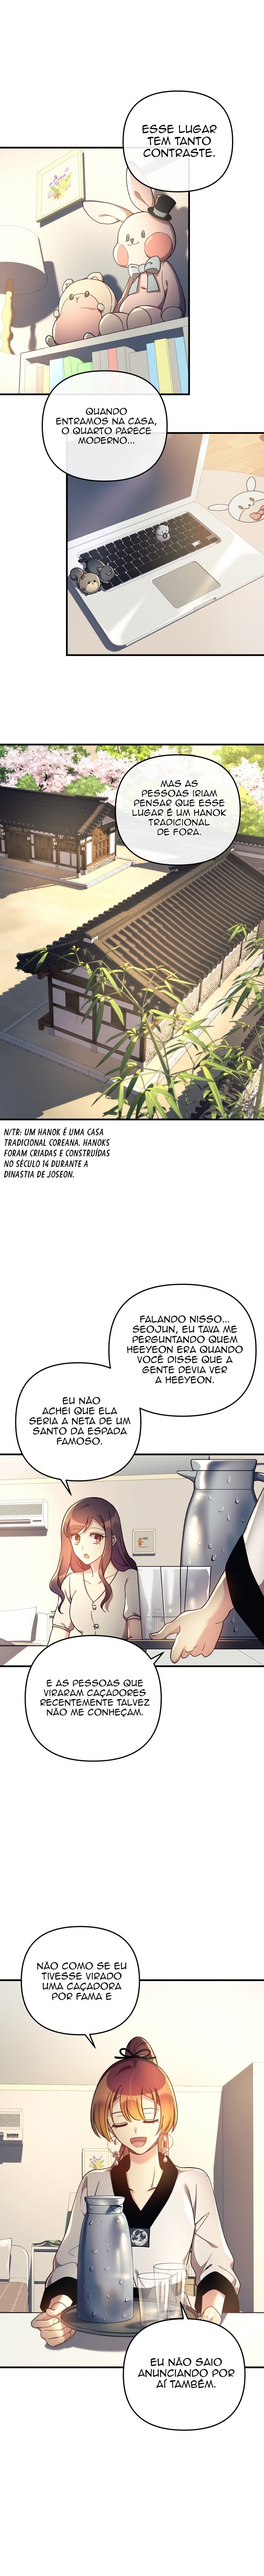 ESSE LUGAR
TEM TANTO
CONTRASTE.
QUANDO
ENTRAMOS NA CASA,
O QUARTO PARECE
MODERNO...
MAS AS
PESSOAS IRIAM
PENSAR QUE ESSE
LUGAR É UM HANOK
TRADICIONAL
DE FORA.
N/TR: UM HANOK É UMA CASA
TRADICIONAL COREANA. HANOKS
FORAM CRIADAS E CONSTRUÍDAS
NO SÉCULO 14 DURANTE A
DINASTIA DE JOSEON.
FALANDO NISSO...
SEOJUN, EU TAVA ME
PERGUNTANDO QUEM
HEEYEON ERA QUANDO
VOCÊ DISSE QUE A
GENTE DEVIA VER
A HEEYEON.
EU NÃO
ACHEI QUE ELA
SERIA A NETA DE UM
SANTO DA ESPADA
FAMOSO.
E AS PESSOAS QUE
VIRARAM CAÇADORES
RECENTEMENTE TALVEZ
NÃO ME CONHEÇAM.
NÃO COMO SE EU
TIVESSE VIRADO
UMA CAÇADORA
POR FAMA E
EU NÃO SAIO
ANUNCIANDO POR
AÍ TAMBÉM.